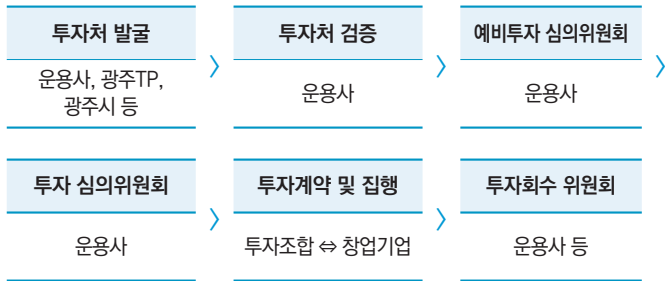 투자처 발굴
운용사, 광주TP,
광주시 등
〉
투자처 검증
운용사
〉
예비투자 심의위원회
운용사
〉
투자 심의위원회
운용사
〉
투자계약 및 집행
투자조합 ⇔ 창업기업
〉
투자회수 위원회
운용사 등